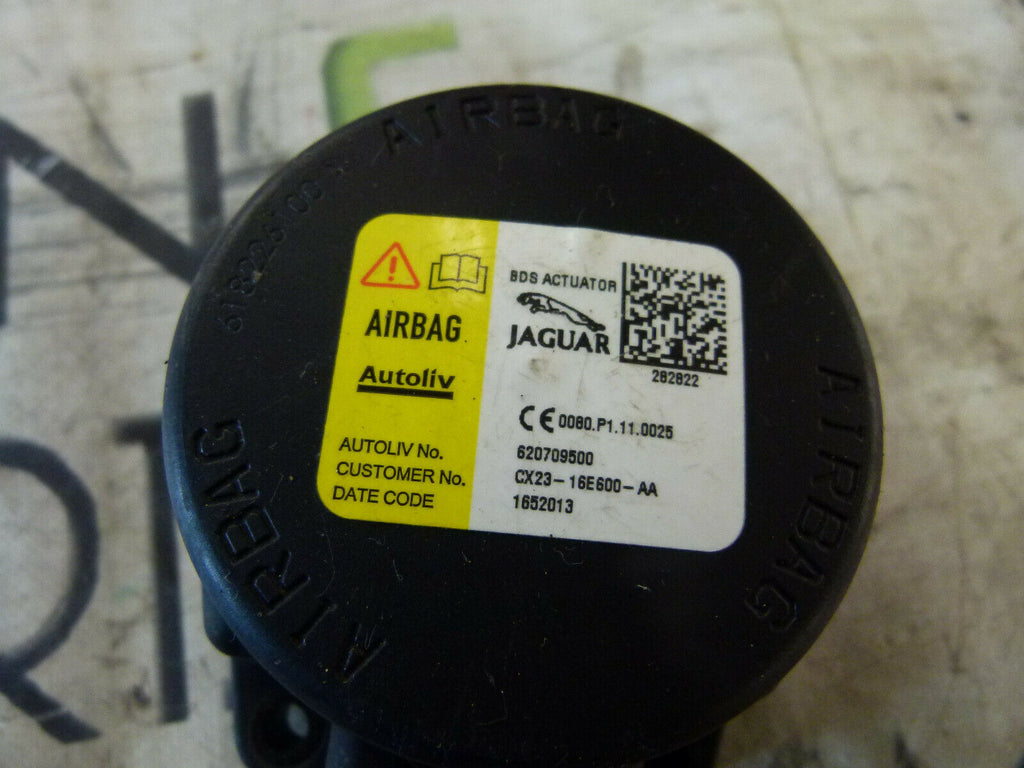 AIRBAG
AIRBAG
AIRBAG
AiRBAG
Autoliv
AUTOLIV No.
CUSTOMER No.
DATE CODE
BDS ACTUATOR
JAGUAR
282822
CE 0080.P1.11.0025
620709500
CX23-16E600-AA
1652013